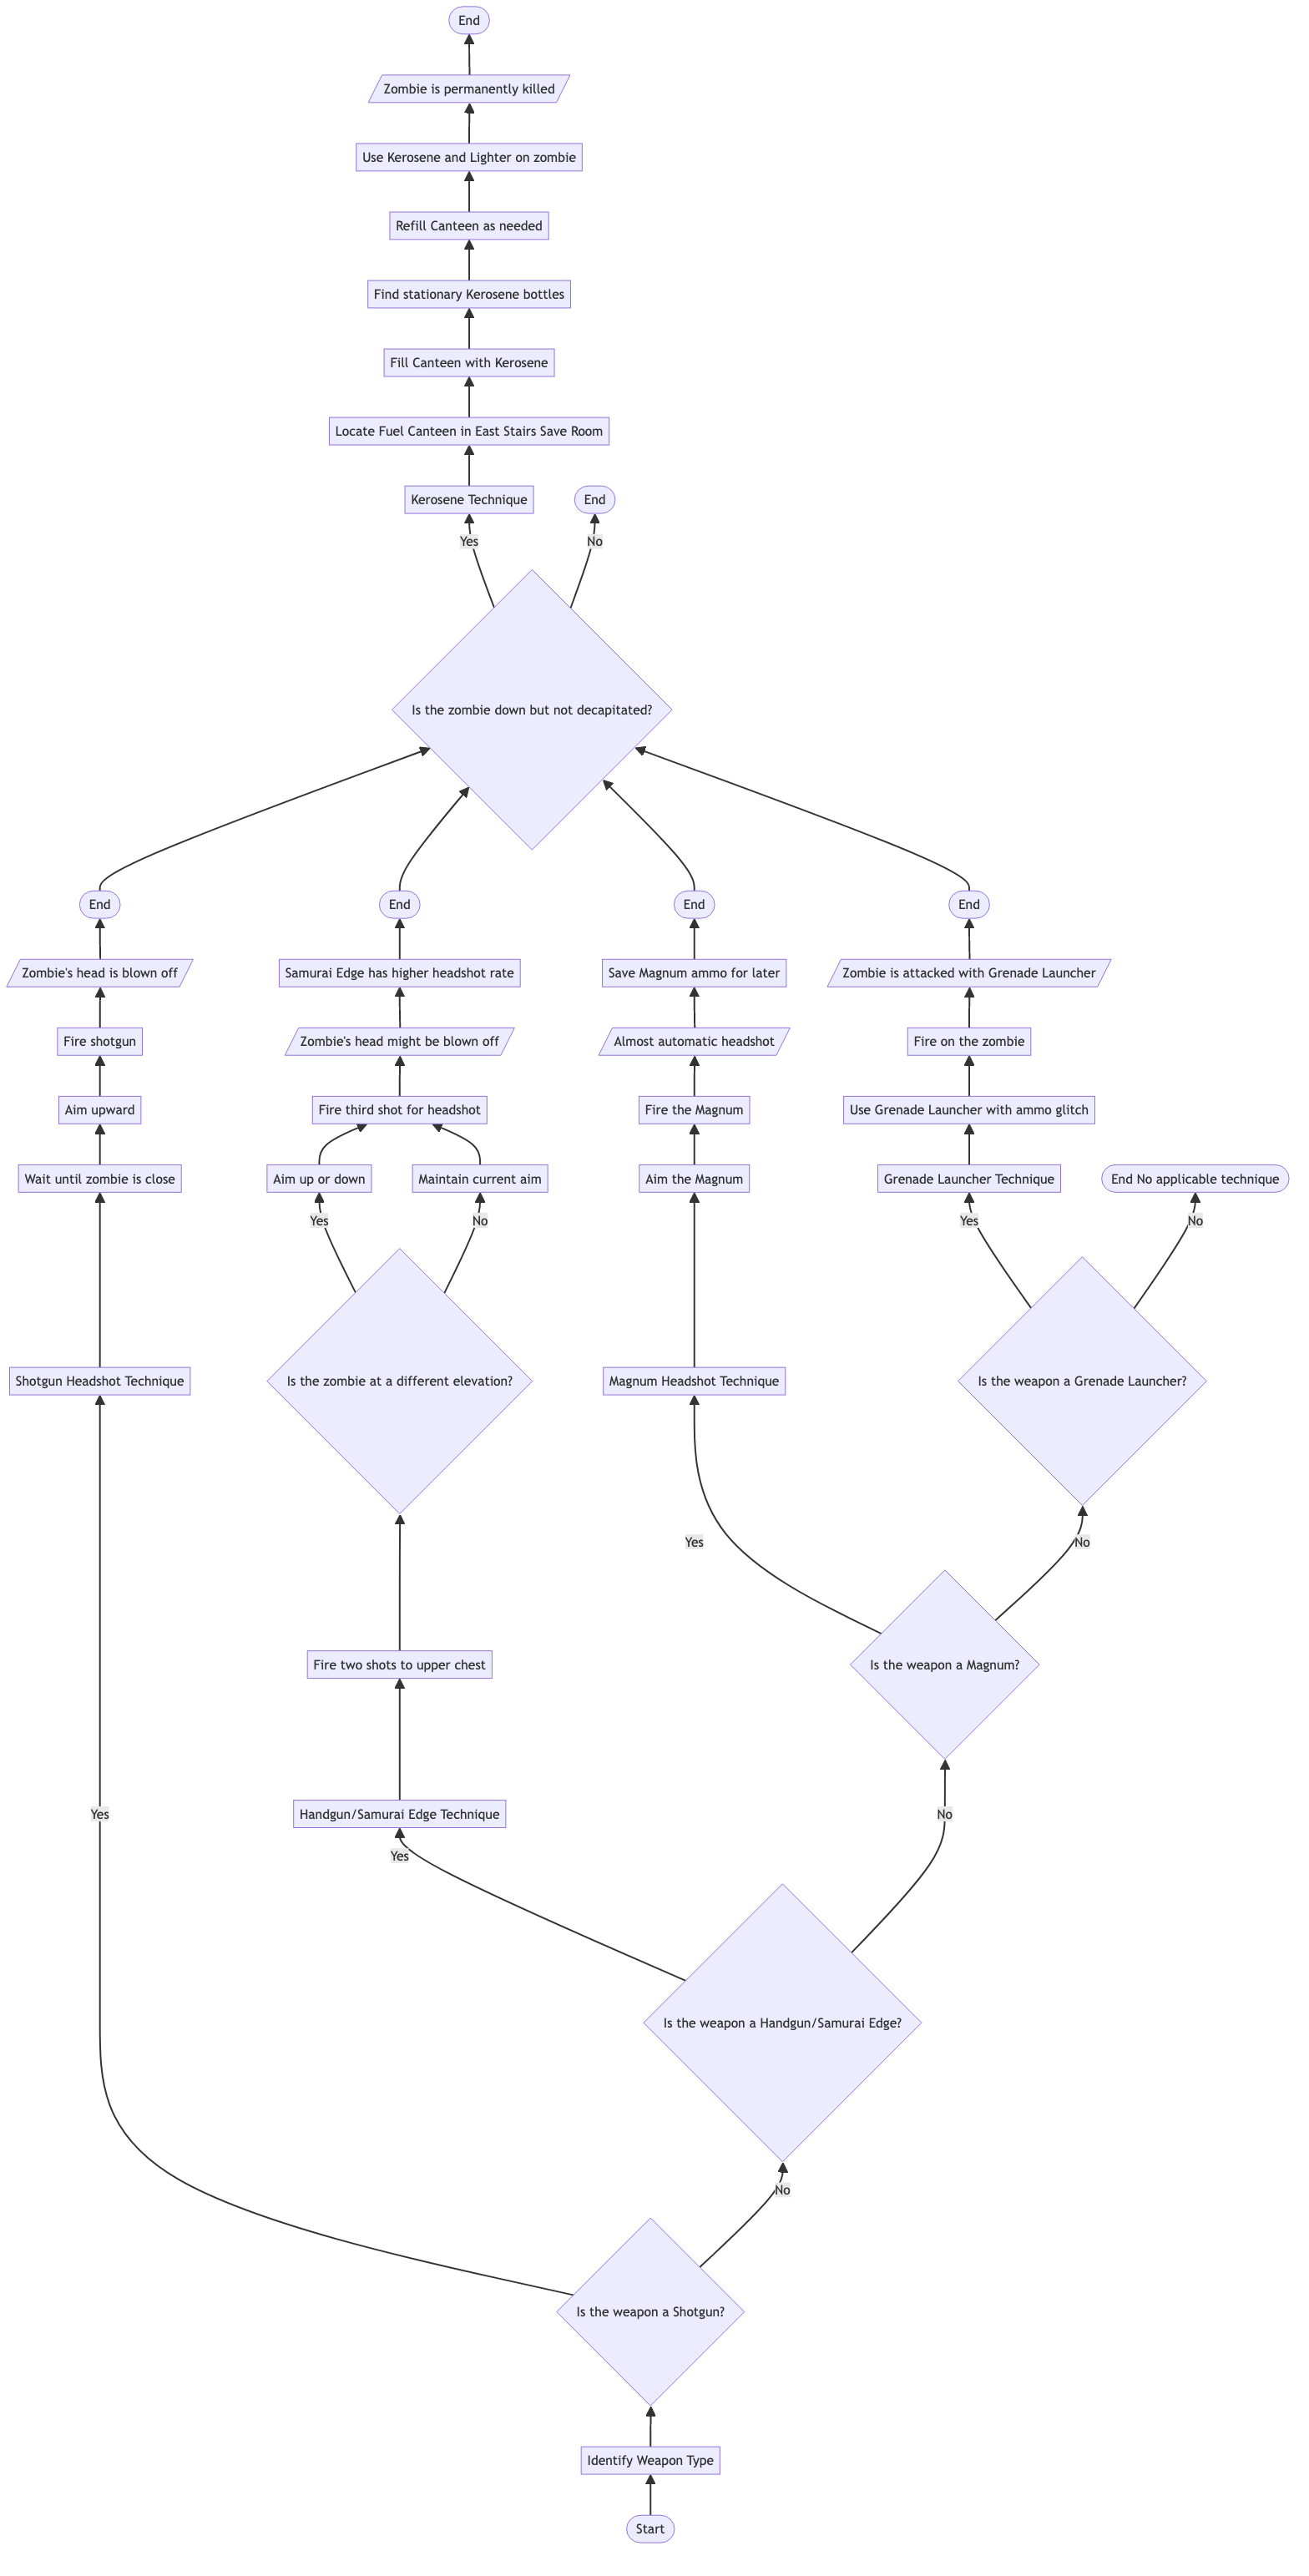 End
Zombie is permanently killed
Use Kerosene and Lighter on zombie
Refill Canteen as needed
Find stationary Kerosene bottles
Fill Canteen with Kerosene
Locate Fuel Canteen in East Stairs Save Room
Kerosene Technique
End
Yes
No
Is the zombie down but not decapitated?
End
End
End
End
Zombie's head is blown off
Samurai Edge has higher headshot rate
Save Magnum ammo for later
Zombie is attacked with Grenade Launcher
Fire shotgun
Zombie's head might be blown off
Almost automatic headshot
Fire on the zombie
Aim upward
Fire third shot for headshot
Fire the Magnum
Use Grenade Launcher with ammo glitch
Wait until zombie is close
Aim up or down
Maintain current aim
Aim the Magnum
Grenade Launcher Technique
End No applicable technique
Yes
No
Yes
No
Shotgun Headshot Technique
Is the zombie at a different elevation?
Magnum Headshot Technique
Is the weapon a Grenade Launcher?
Yes
No
Fire two shots to upper chest
Is the weapon a Magnum?
Yes
Handgun/Samurai Edge Technique
No
Yes
Is the weapon a Handgun/Samurai Edge?
No
Is the weapon a Shotgun?
Identify Weapon Type
Start